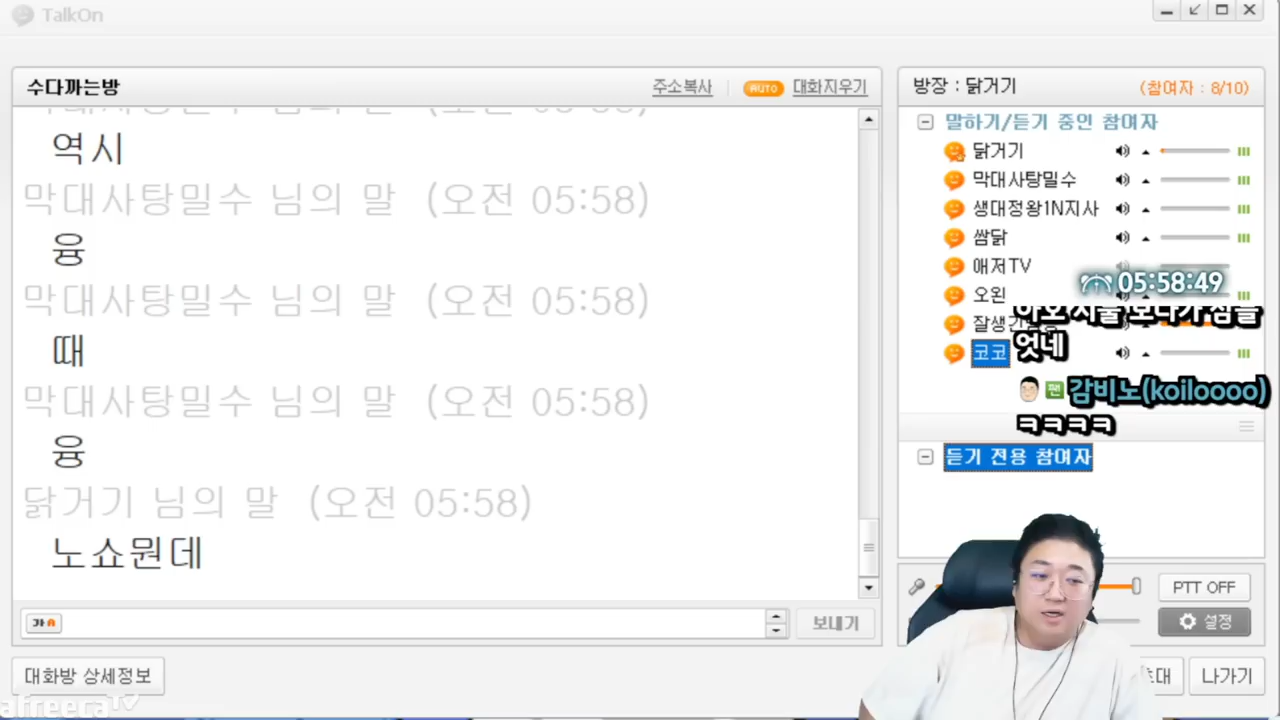 TalkOn
수다까는방
주소복사
AUTO
대화지우기
역시
막대사탕밀수 님의 말 (오전 05:58)
융
막대사탕밀수 님의 말 (오전 05:58)
때
막대사탕밀수 님의 말 (오전 05:58)
융
닭거기 님의 말 (오전 05:58)
노쇼뭔데
가
보내기
대화방 상세정보
afreecaTV
방장 : 닭거기
(참여자 : 8/10)
말하기/듣기 중인 참여자
닭거기
막대사탕밀수
생대정왕1N지사
쌈닭
애저TV
05:58:49
오왼
코코
엇네
팬 감비노(koiloooo)
ㅋㅋㅋㅋ
듣기 전용 참여자
PTT OFF
설정
나가기